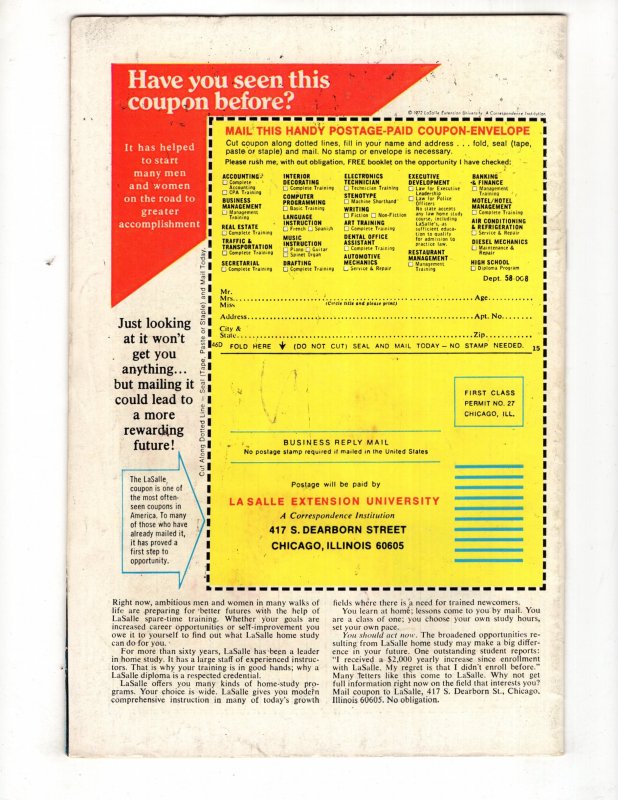 Have you seen this
coupon before?
© 1972 LaSalle Extension University. A Correspondence Institution
It has helped
to start
many men
and women
on the road to
greater
accomplishment
MAIL THIS HANDY POSTAGE-PAID COUPON-ENVELOPE
Cut coupon along dotted lines, fill in your name and address . . . fold, seal (tape,
paste or staple) and mail. No stamp or envelope is necessary.
Please rush me, with out obligation, FREE booklet on the opportunity I have checked:
ACCOUNTING
Complete
Accounting
CPA Training
BUSINESS
MANAGEMENT
Management
Training
REAL ESTATE
Complete Training
TRAFFIC &
TRANSPORTATION
Complete Training
SECRETARIAL
Complete Training
INTERIOR
DECORATING
Complete Training
COMPUTER
PROGRAMMING
Basic Training
LANGUAGE
INSTRUCTION
French Spanish
MUSIC
INSTRUCTION
Piano Guitar
Spinet Organ
DRAFTING
Complete Training
ELECTRONICS
TECHNICIAN
Technician Training
STENOTYPE
Machine Shorthand
WRITING
Fiction Non-Fiction
ART TRAINING
Complete Training
DENTAL OFFICE
ASSISTANT
Complete Training
AUTOMOTIVE
MECHANICS
Service & Repair
EXECUTIVE
DEVELOPMENT
Law for Executive
Leadership
Law for Police
Officers
No state accepts
any law home study
course, including
LaSalle's, as
sufficient educa-
tion to qualify
for admission to
practice law.
RESTAURANT
MANAGEMENT
Management
Training
BANKING
& FINANCE
Management
Training
MOTEL/HOTEL
MANAGEMENT
Complete Training
AIR CONDITIONING
& REFRIGERATION
Service & Repair
DIESEL MECHANICS
Maintenance &
Repair
HIGH SCHOOL
Diploma Program
Dept. 58-068
Mr.
Mrs. Age
Miss (Circle title and please print)
Address Apt. No.
City &
State Zip
46D FOLD HERE (DO NOT CUT) SEAL AND MAIL TODAY – NO STAMP NEEDED. 15
Cut Along Dotted Line – Seal (Tape, Paste or Staple) and Mail Today
Just looking
at it won't
get you
anything...
but mailing it
could lead to
a more
rewarding
future!
FIRST CLASS
PERMIT NO. 27
CHICAGO, ILL.
BUSINESS REPLY MAIL
No postage stamp required if mailed in the United States
Postage will be paid by
LA SALLE EXTENSION UNIVERSITY
A Correspondence Institution
417 S. DEARBORN STREET
CHICAGO, ILLINOIS 60605
The LaSalle
coupon is one of
the most often-
seen coupons in
America. To many
of those who have
already mailed it,
it has proved a
first step to
opportunity.
Right now, ambitious men and women in many walks of
life are preparing for better futures with the help of
LaSalle spare-time training. Whether your goals are
increased career opportunities or self-improvement you
owe it to yourself to find out what LaSalle home study
can do for you.
For more than sixty years, LaSalle has been a leader
in home study. It has a large staff of experienced instruc-
tors. That is why your training is in good hands; why a
LaSalle diploma is a respected credential.
LaSalle offers you many kinds of home-study pro-
grams. Your choice is wide. LaSalle gives you modern
comprehensive instruction in many of today's growth
fields where there is a need for trained newcomers.
You learn at home; lessons come to you by mail. You
are a class of one; you choose your own study hours,
set your own pace.
You should act now. The broadened opportunities re-
sulting from LaSalle home study may make a big differ-
ence in your future. One outstanding student reports:
"I received a $2,000 yearly increase since enrollment
with LaSalle. My regret is that I didn't enroll before."
Many letters like this come to LaSalle. Why not get
full information right now on the field that interests you?
Mail coupon to LaSalle, 417 S. Dearborn St., Chicago,
Illinois 60605. No obligation.